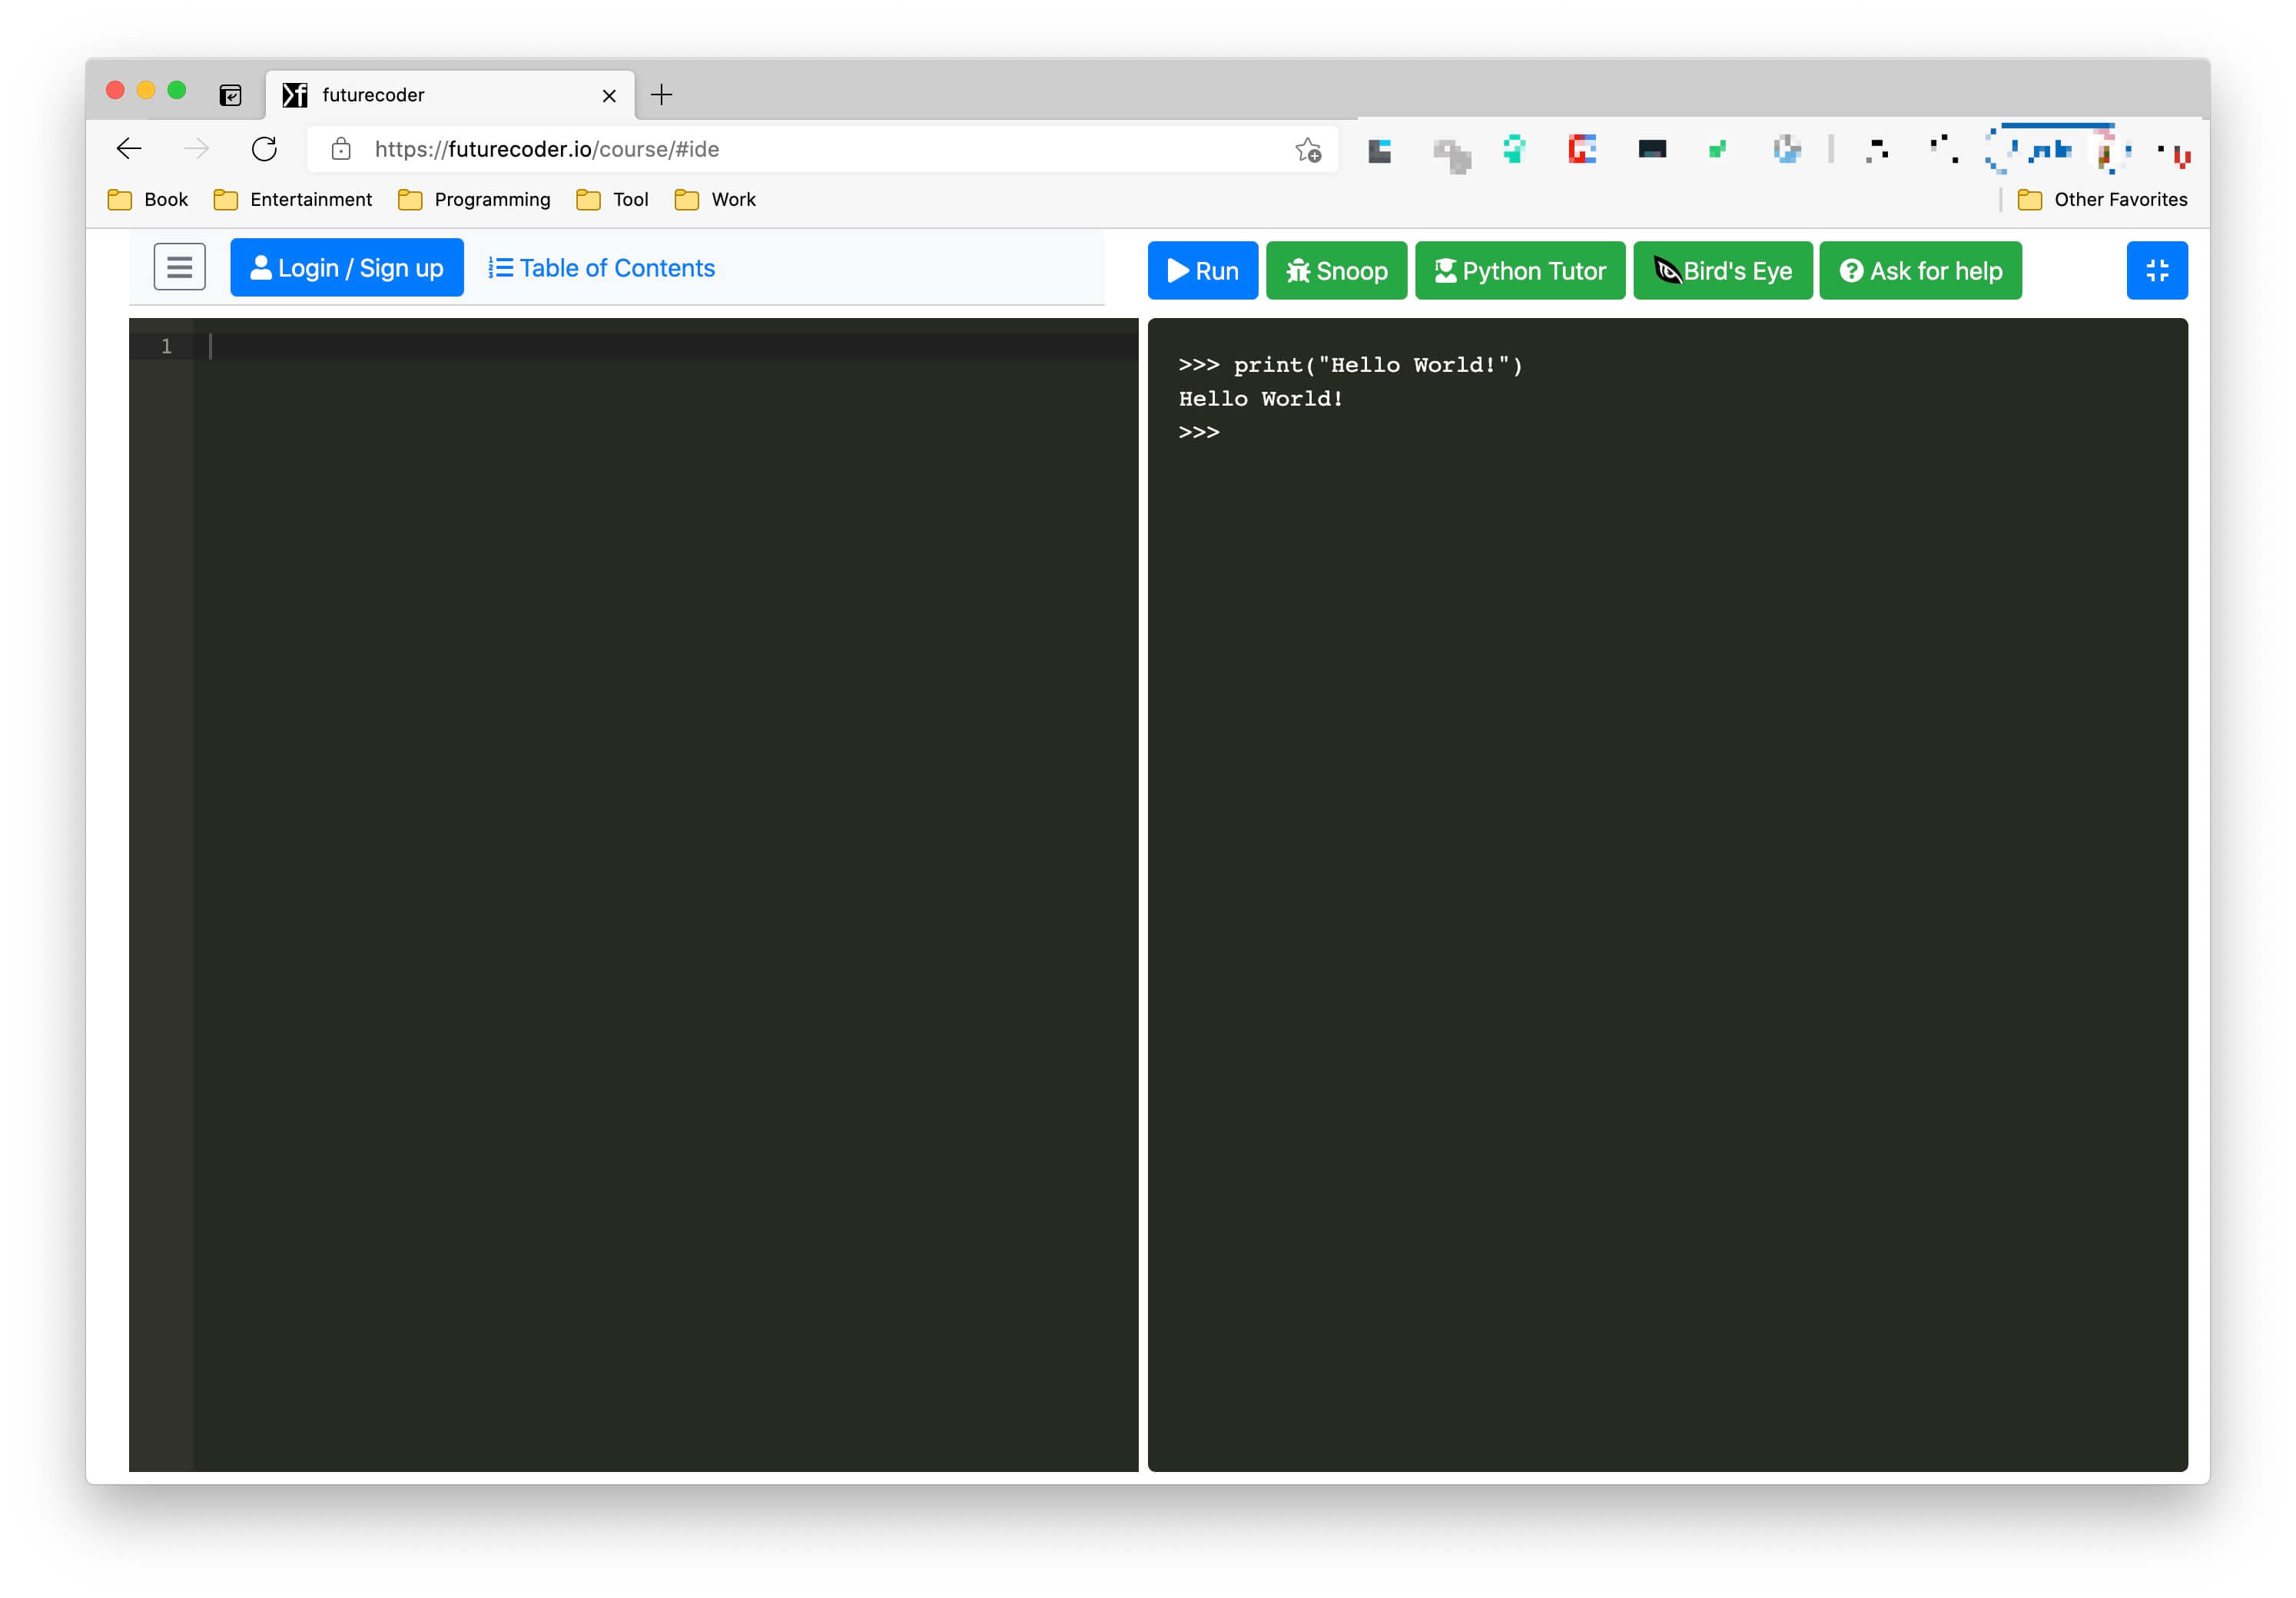 futurecoder
https://futurecoder.io/course/#ide
Book Entertainment Programming Tool Work Other Favorites
Login / Sign up Table of Contents Run Snoop Python Tutor Bird's Eye Ask for help
1
>>> print("Hello World!")
Hello World!
>>>